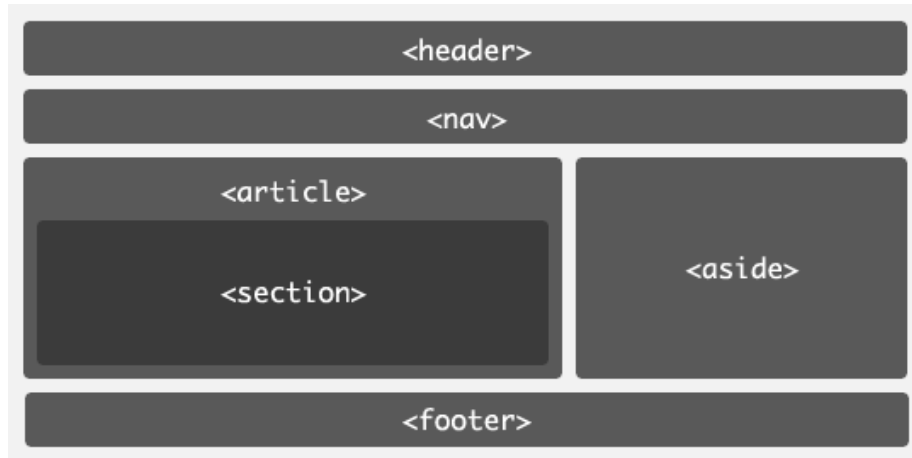 <header>
<nav>
<article>
<section>
<aside>
<footer>